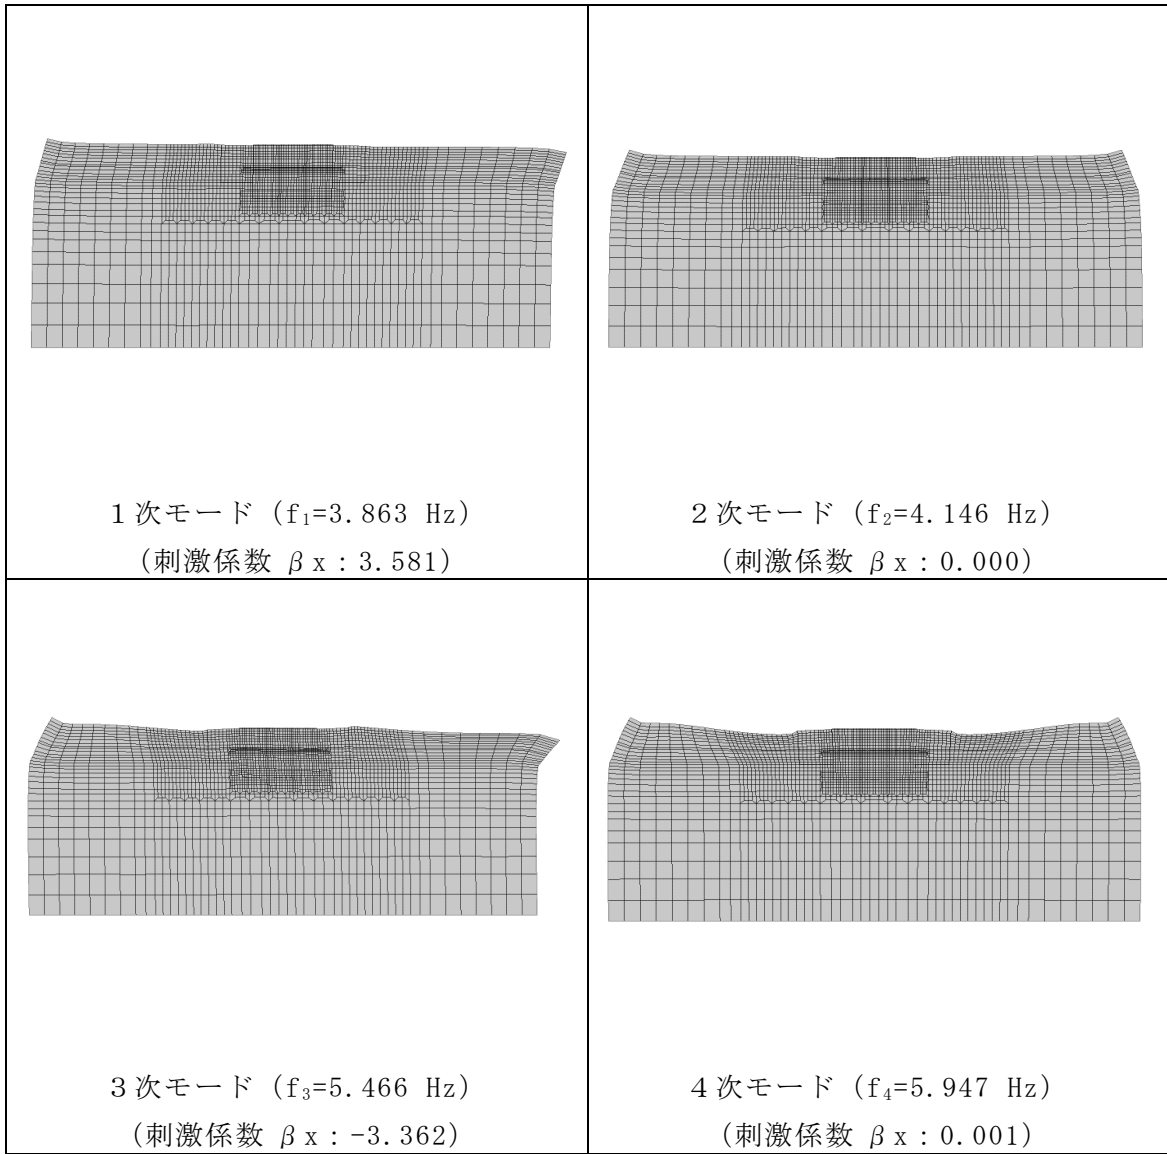 １次モード (f₁=3.863 Hz)
(刺激係数 βx：3.581)
２次モード (f₂=4.146 Hz)
(刺激係数 βx：0.000)
３次モード (f₃=5.466 Hz)
(刺激係数 βx：-3.362)
４次モード (f₄=5.947 Hz)
(刺激係数 βx：0.001)